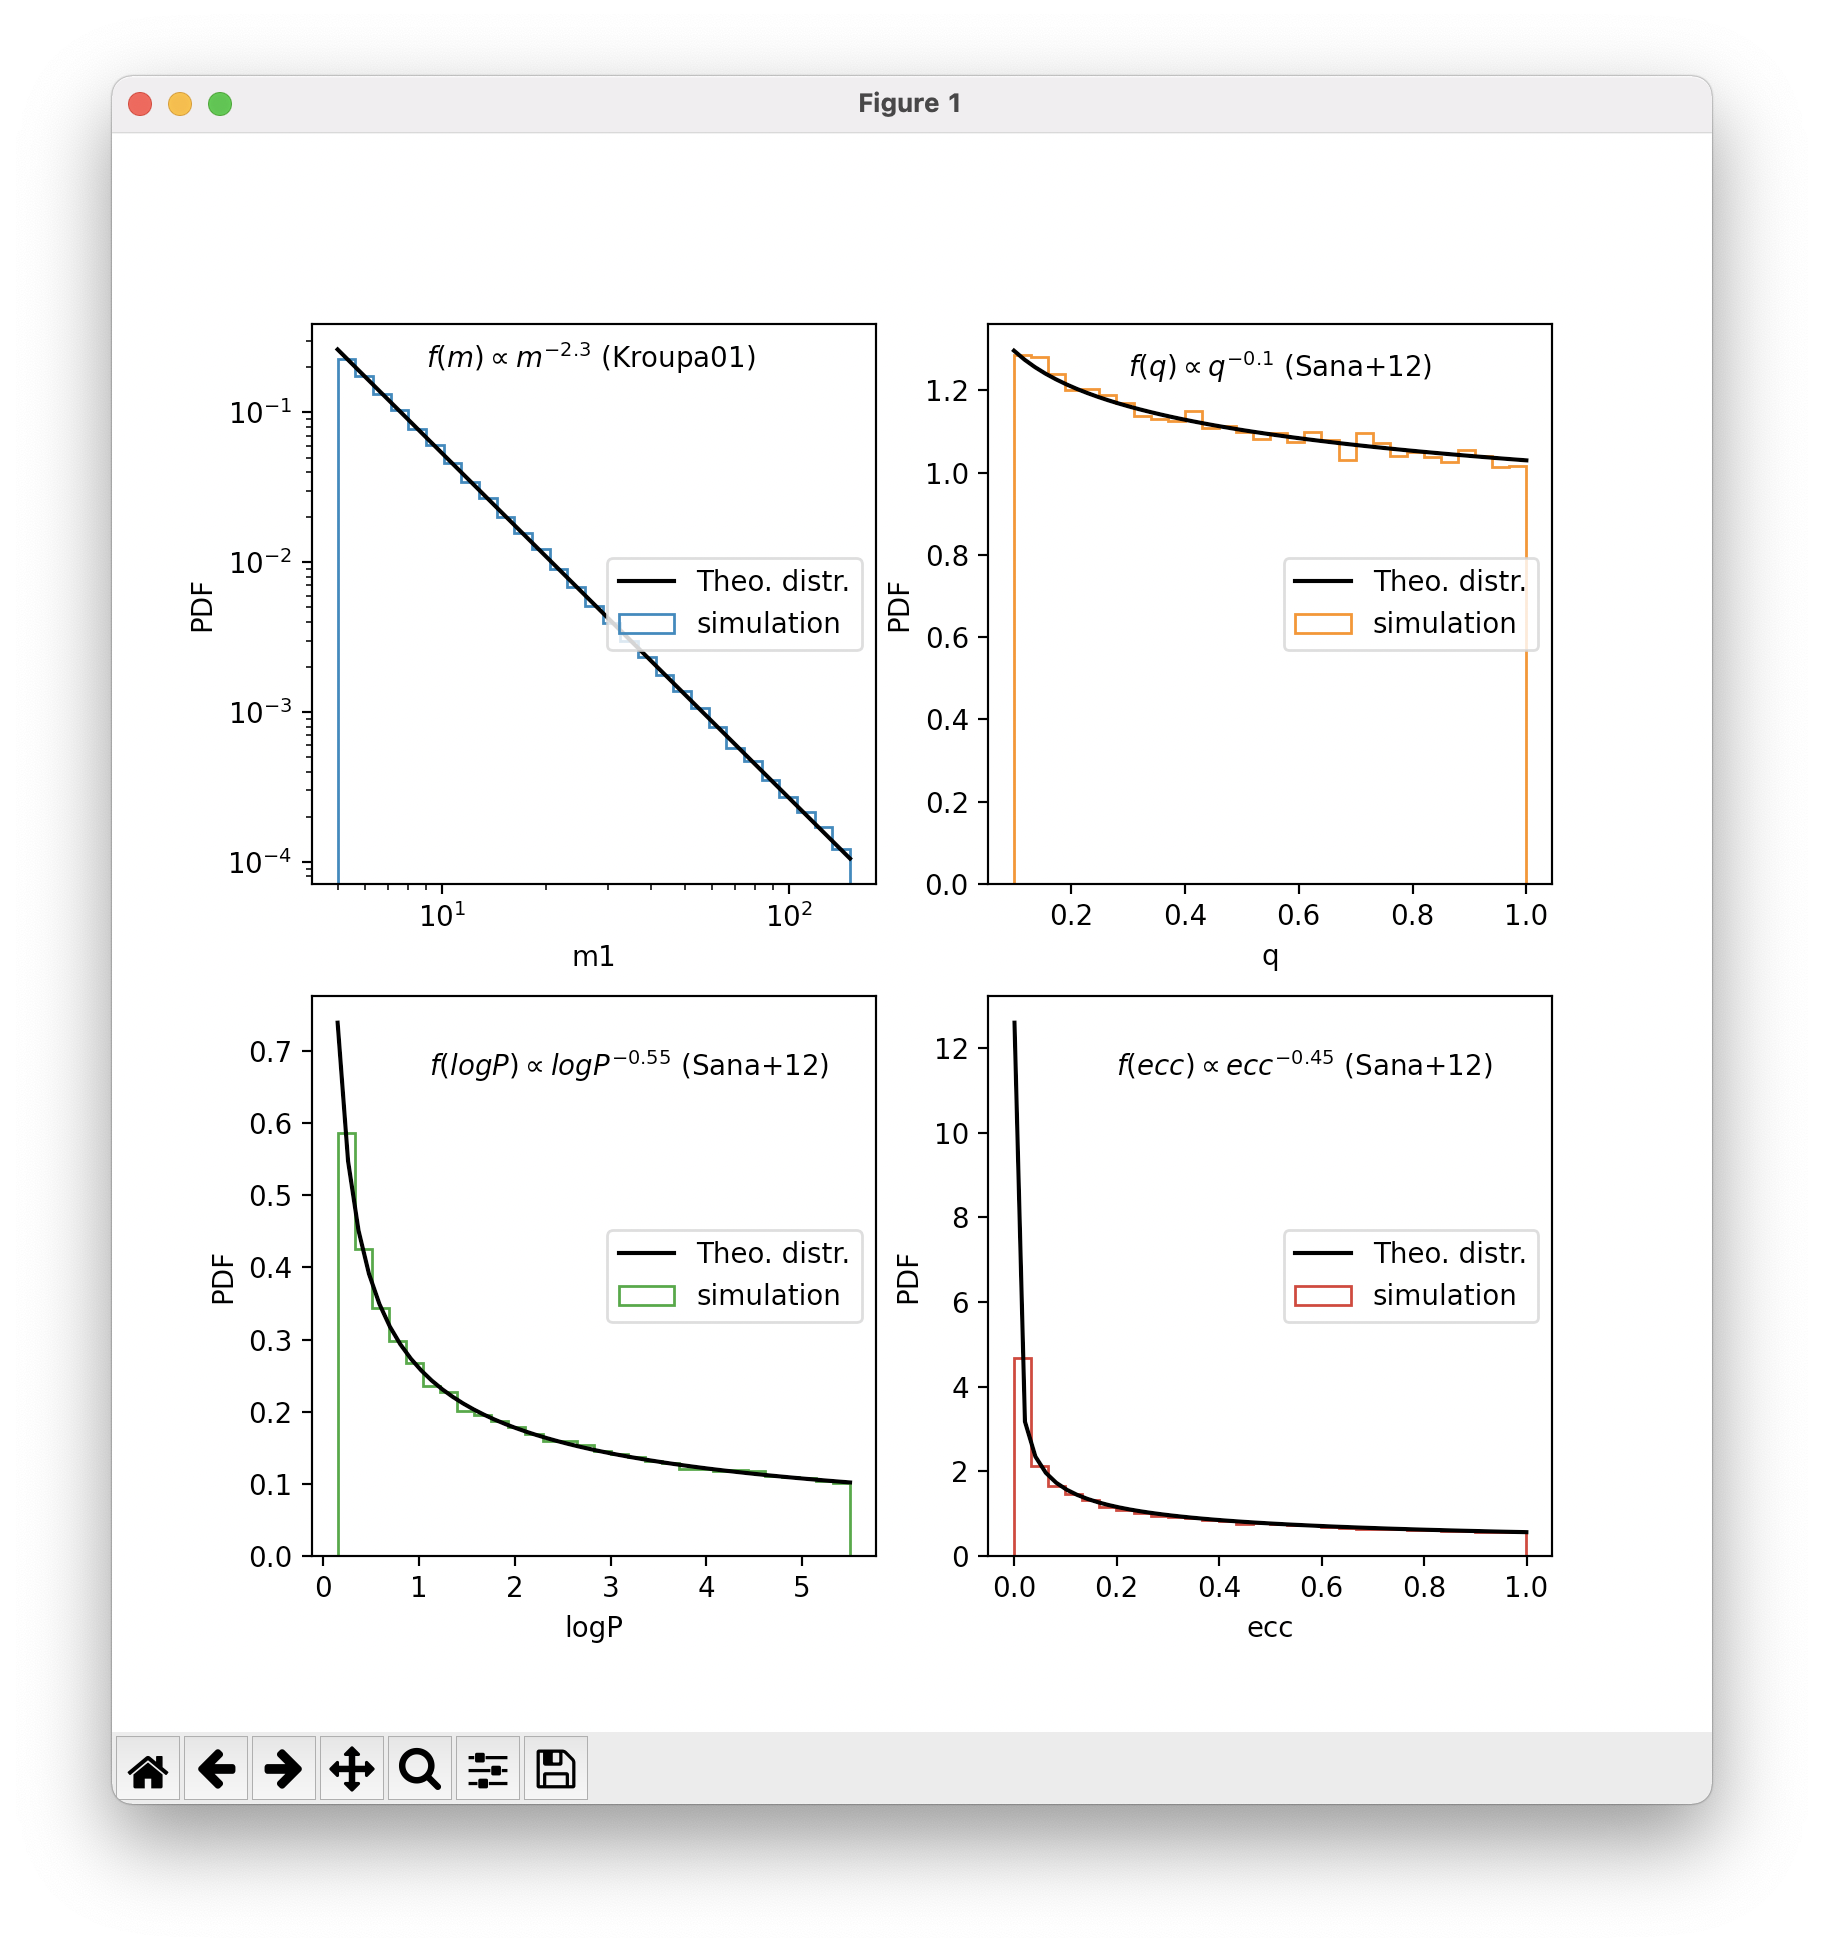 Figure 1
f(m) ∝ m^{-2.3} (Kroupa01)
10^{-1}
10^{-2}
10^{-3}
10^{-4}
PDF
Theo. distr.
simulation
10^1
10^2
m1
f(q) ∝ q^{-0.1} (Sana+12)
1.2
1.0
0.8
0.6
0.4
0.2
0.0
PDF
Theo. distr.
simulation
0.2
0.4
0.6
0.8
1.0
q
f(logP) ∝ logP^{-0.55} (Sana+12)
0.7
0.6
0.5
0.4
0.3
0.2
0.1
0.0
PDF
Theo. distr.
simulation
0
1
2
3
4
5
logP
f(ecc) ∝ ecc^{-0.45} (Sana+12)
12
10
8
6
4
2
0
PDF
Theo. distr.
simulation
0.0
0.2
0.4
0.6
0.8
1.0
ecc